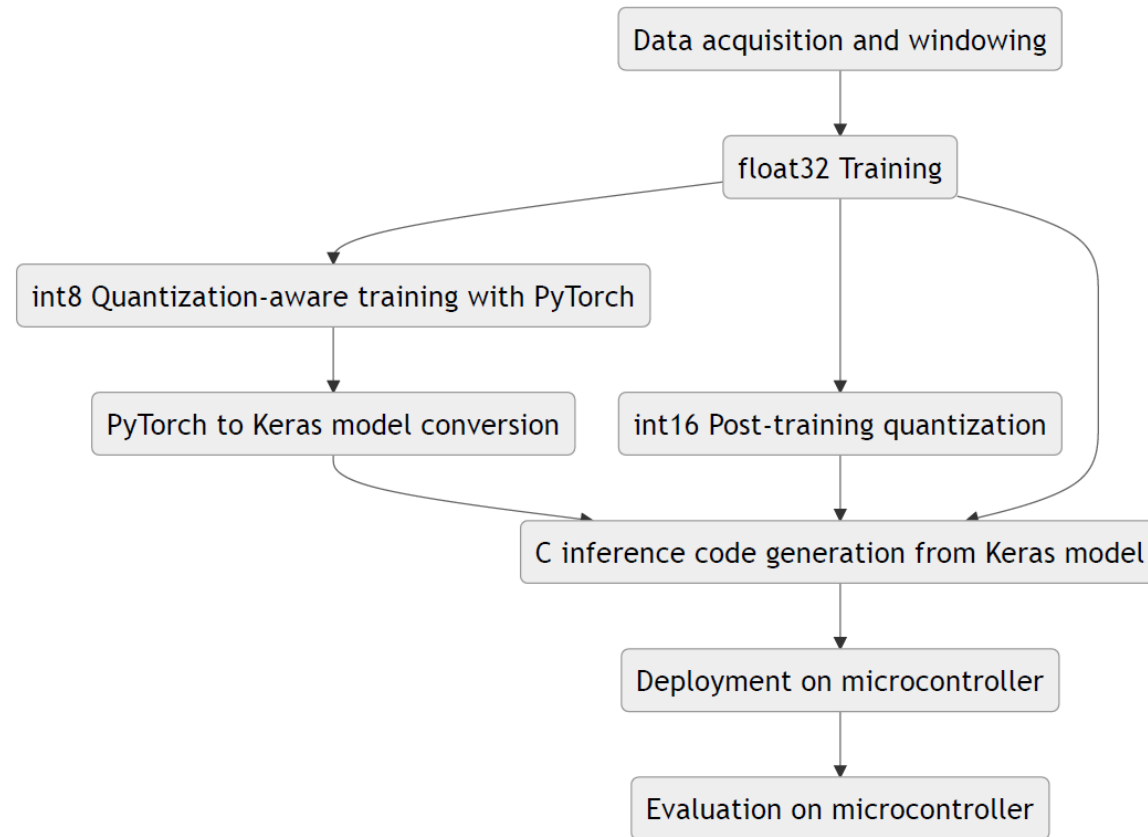 Data acquisition and windowing
float32 Training
int8 Quantization-aware training with PyTorch
PyTorch to Keras model conversion
int16 Post-training quantization
C inference code generation from Keras model
Deployment on microcontroller
Evaluation on microcontroller